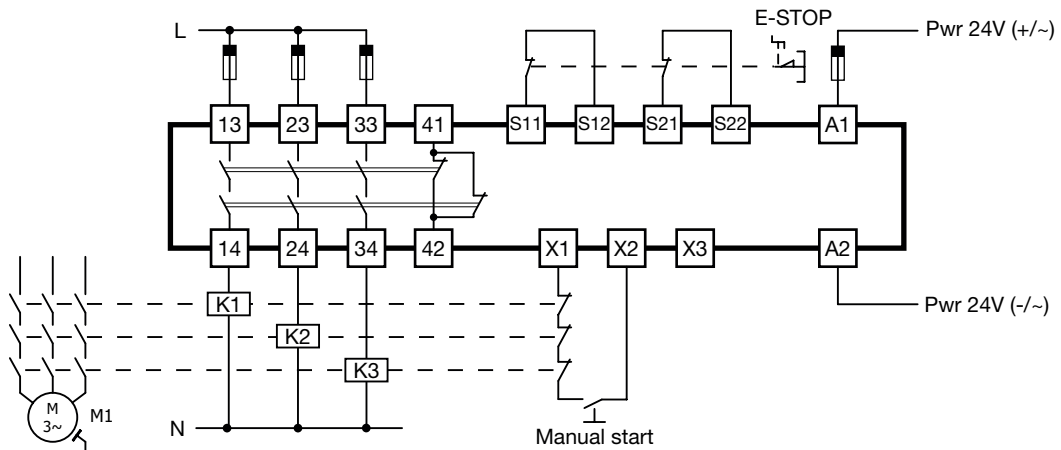 E-STOP
L
Pwr 24V (+/~)
13 23 33 41 S11 S12 S21 S22 A1
14 24 34 42 X1 X2 X3 A2
K1
Pwr 24V (-/~)
K2
K3
M
3~
M1
N
Manual start